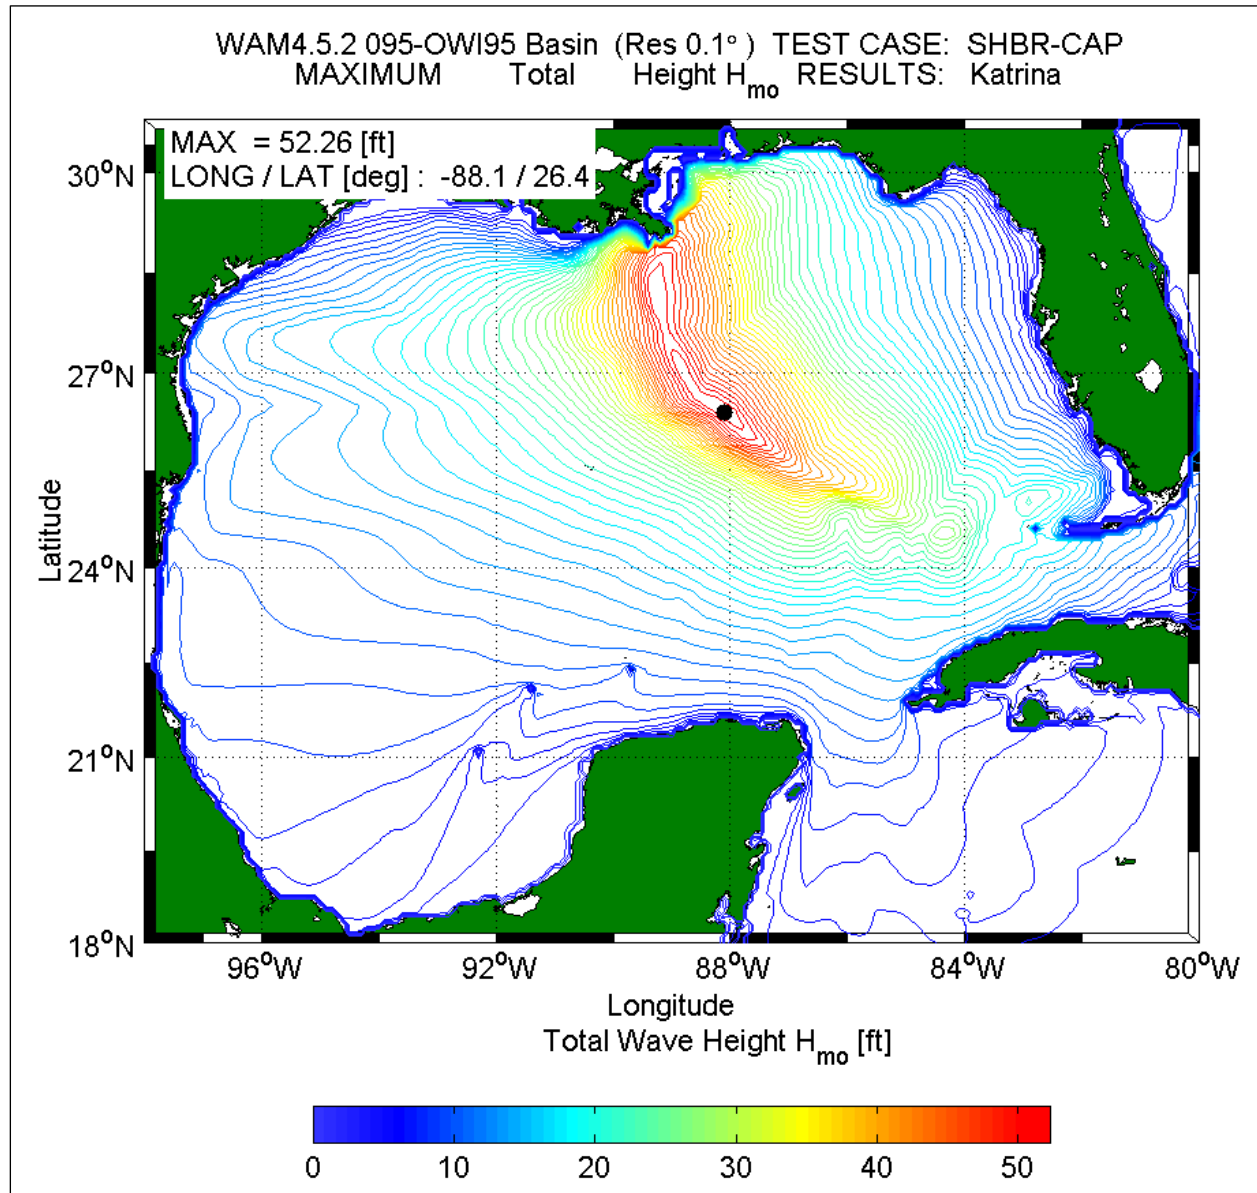 WAM4.5.2 095-OWI95 Basin (Res 0.1° ) TEST CASE: SHBR-CAP
MAXIMUM Total Height Hmo RESULTS: Katrina
MAX = 52.26 [ft]
LONG / LAT [deg] : -88.1 / 26.4
30°N
27°N
24°N
21°N
18°N
Latitude
96°W 92°W 88°W 84°W 80°W
Longitude
Total Wave Height Hmo [ft]
0 10 20 30 40 50